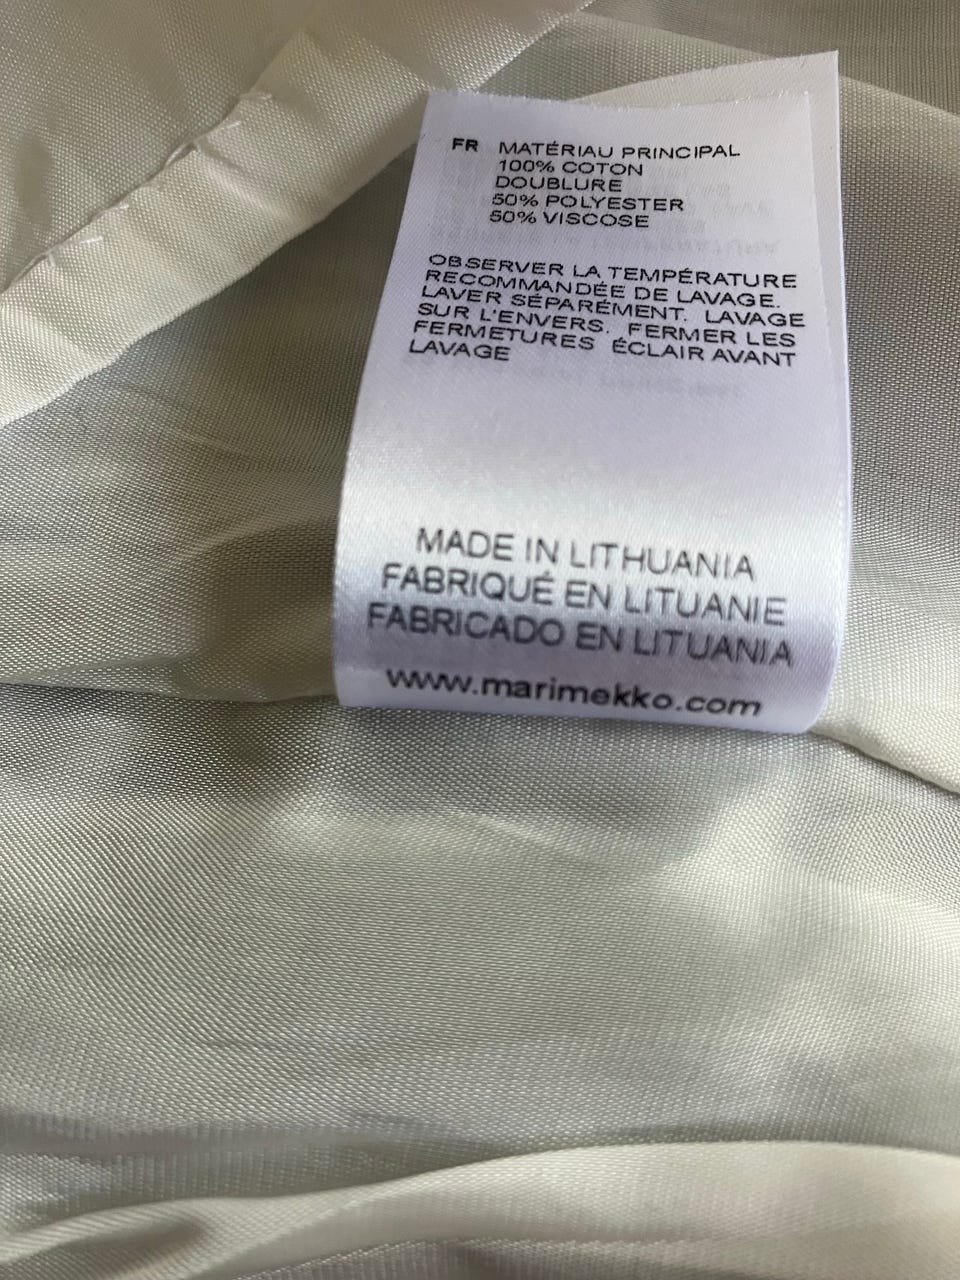 FR MATÉRIAU PRINCIPAL
100% COTON
DOUBLURE
50% POLYESTER
50% VISCOSE
OBSERVER LA TEMPÉRATURE
RECOMMANDÉE DE LAVAGE.
LAVER SÉPARÉMENT. LAVAGE
SUR L'ENVERS. FERMER LES
FERMETURES ÉCLAIR AVANT
LAVAGE
MADE IN LITHUANIA
FABRIQUÉ EN LITUANIE
FABRICADO EN LITUANIA
www.marimekko.com